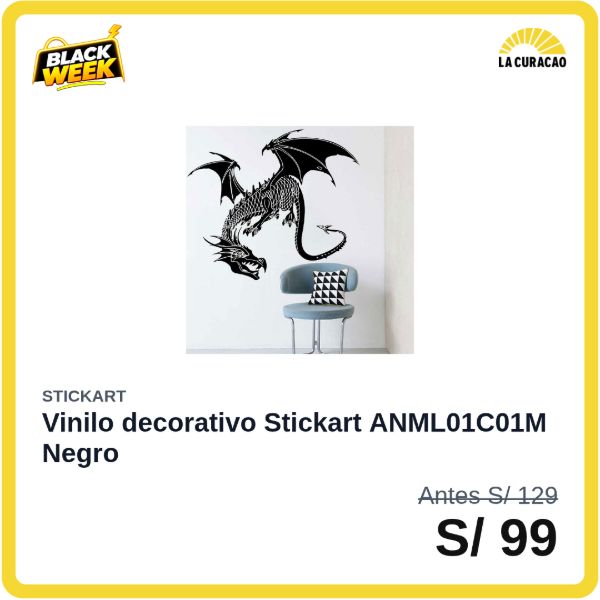 BLACK
WEEK
LA CURACAO
STICKART
Vinilo decorativo Stickart ANML01C01M
Negro
Antes S/ 129
S/ 99